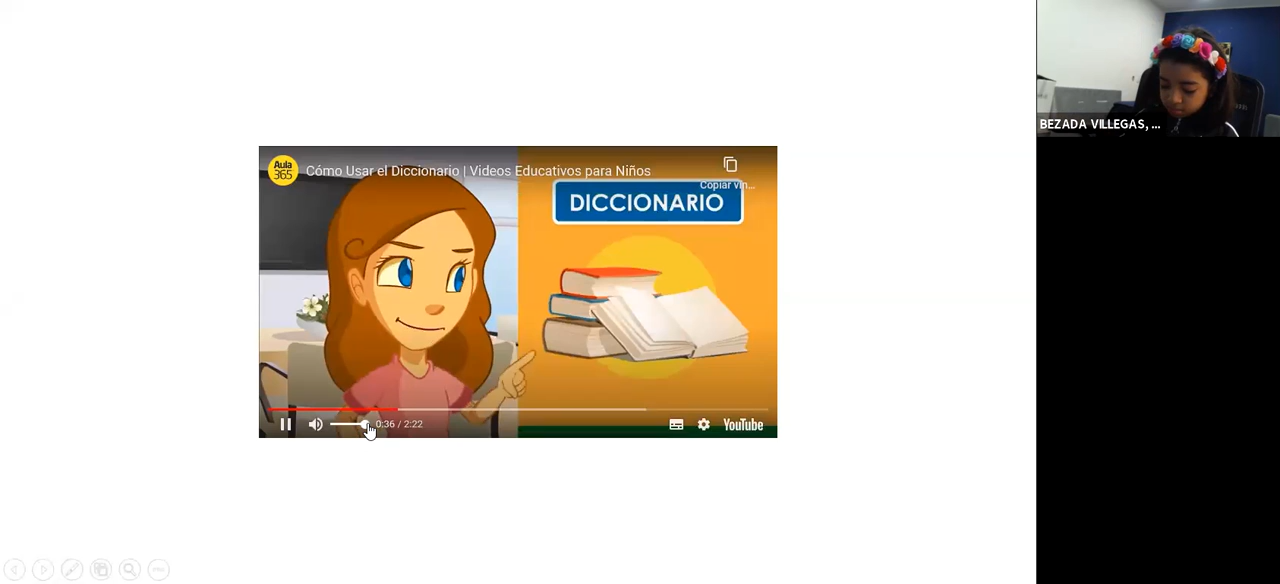 Aula
365
Cómo Usar el Diccionario | Videos Educativos para Niños
Copiar vín...
DICCIONARIO
0:36 / 2:22
YouTube
BEZADA VILLEGAS, ...